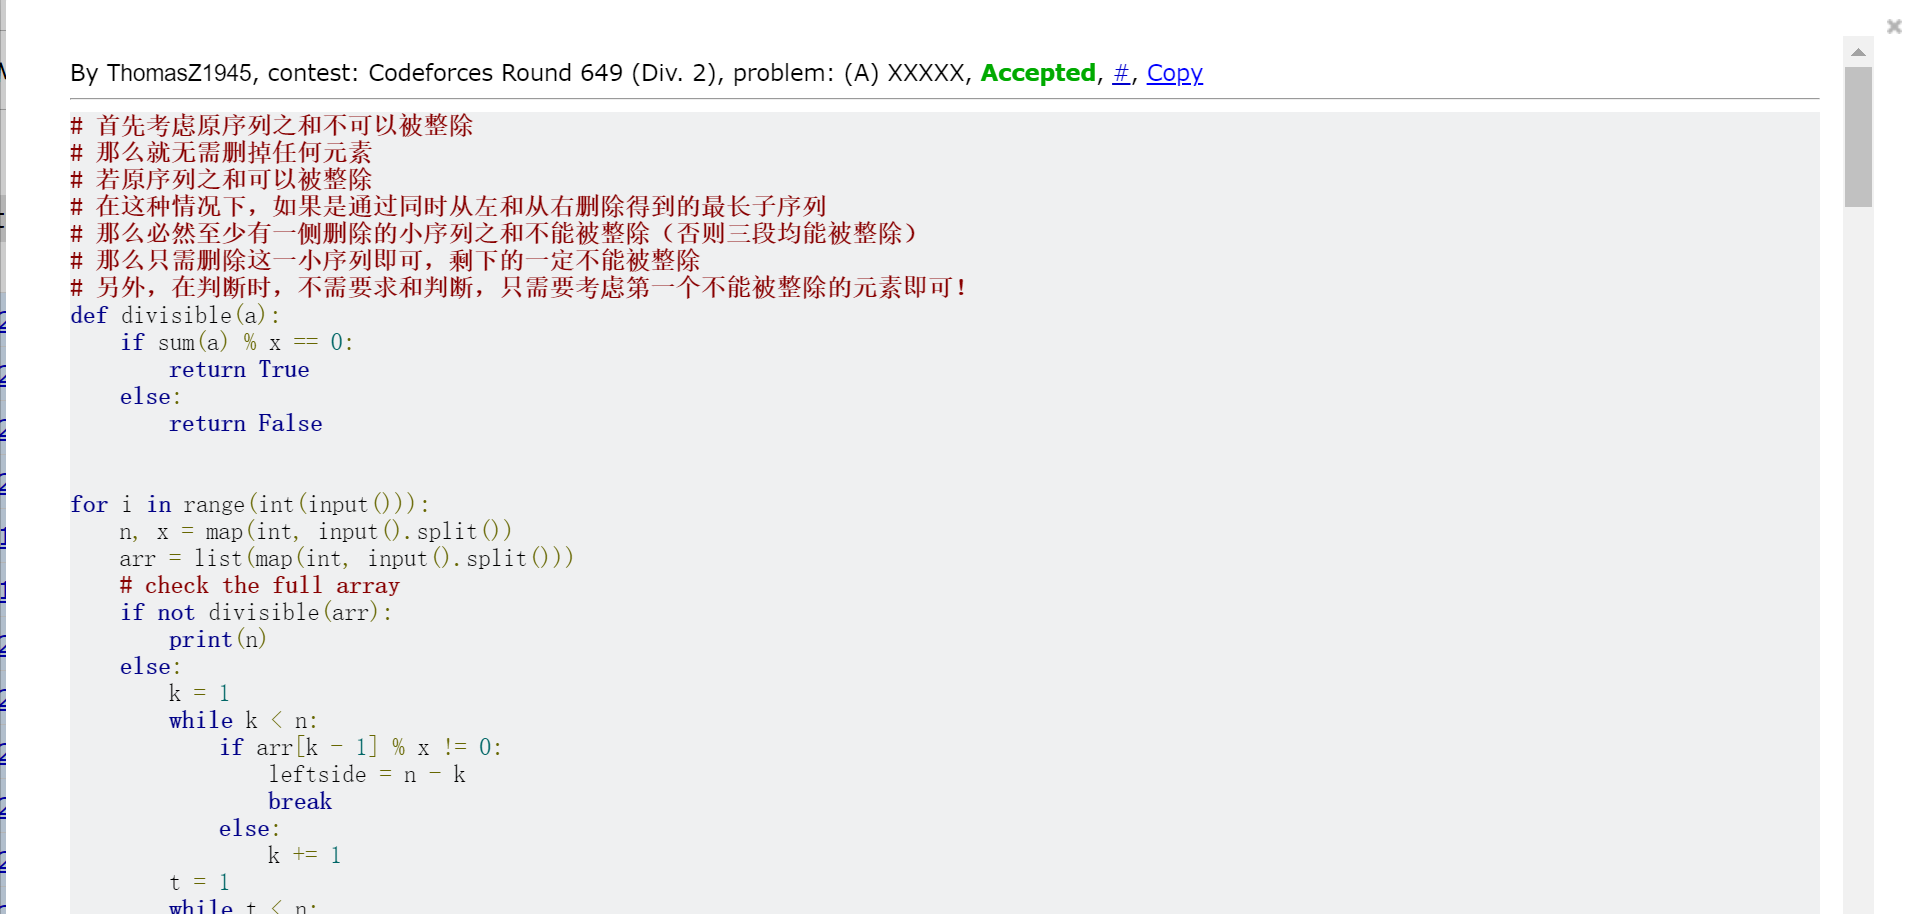 By ThomasZ1945, contest: Codeforces Round 649 (Div. 2), problem: (A) XXXXX, Accepted, #, Copy
# 首先考虑原序列之和不可以被整除
# 那么就无需删掉任何元素
# 若原序列之和可以被整除
# 在这种情况下，如果是通过同时从左和从右删除得到的最长子序列
# 那么必然至少有一侧删除的小序列之和不能被整除（否则三段均能被整除）
# 那么只需删除这一小序列即可，剩下的一定不能被整除
# 另外，在判断时，不需要求和判断，只需要考虑第一个不能被整除的元素即可！
def divisible(a):
    if sum(a) % x == 0:
        return True
    else:
        return False
for i in range(int(input())):
    n, x = map(int, input().split())
    arr = list(map(int, input().split()))
    # check the full array
    if not divisible(arr):
        print(n)
    else:
        k = 1
        while k < n:
            if arr[k - 1] % x != 0:
                leftside = n - k
                break
            else:
                k += 1
        t = 1
        while t < n: